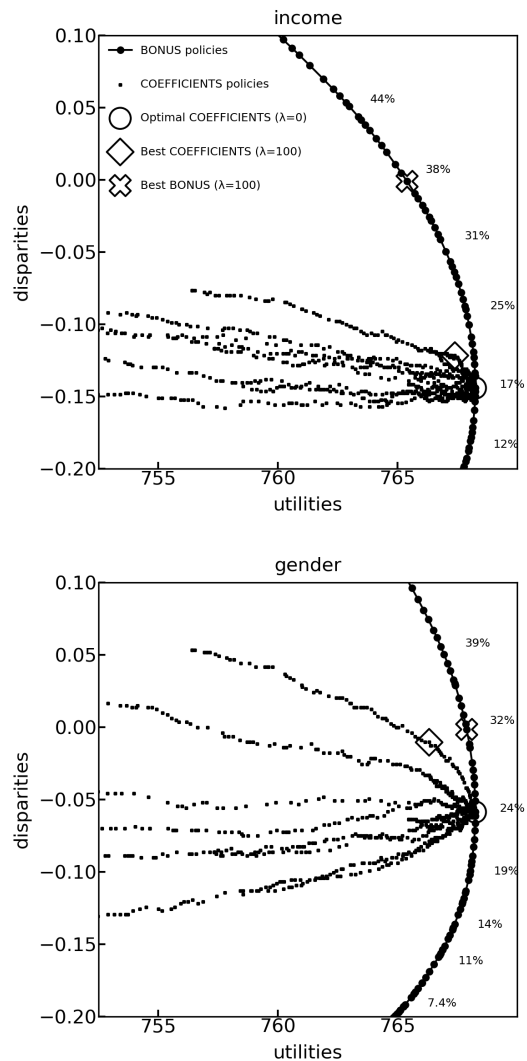 income
0.10
BONUS policies
COEFFICIENTS policies
44%
0.05
Optimal COEFFICIENTS (λ=0)
Best COEFFICIENTS (λ=100)
38%
0.00
Best BONUS (λ=100)
31%
−0.05
disparities
25%
−0.10
17%
−0.15
12%
−0.20
755 760 765
utilities
gender
0.10
39%
0.05
32%
0.00
−0.05
24%
disparities
19%
−0.10
14%
−0.15
11%
7.4%
−0.20
755 760 765
utilities